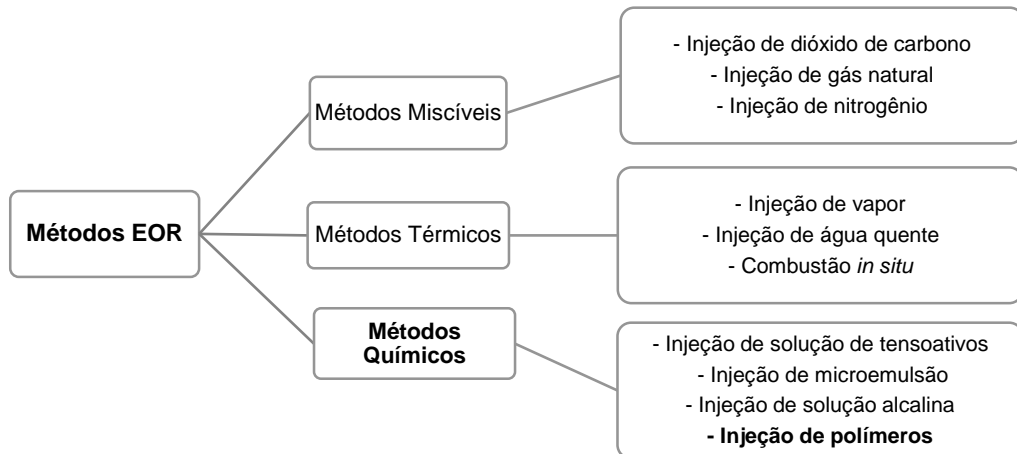 Métodos EOR
Métodos Miscíveis
- Injeção de dióxido de carbono
- Injeção de gás natural
- Injeção de nitrogênio
Métodos Térmicos
- Injeção de vapor
- Injeção de água quente
- Combustão in situ
Métodos
Químicos
- Injeção de solução de tensoativos
- Injeção de microemulsão
- Injeção de solução alcalina
- Injeção de polímeros